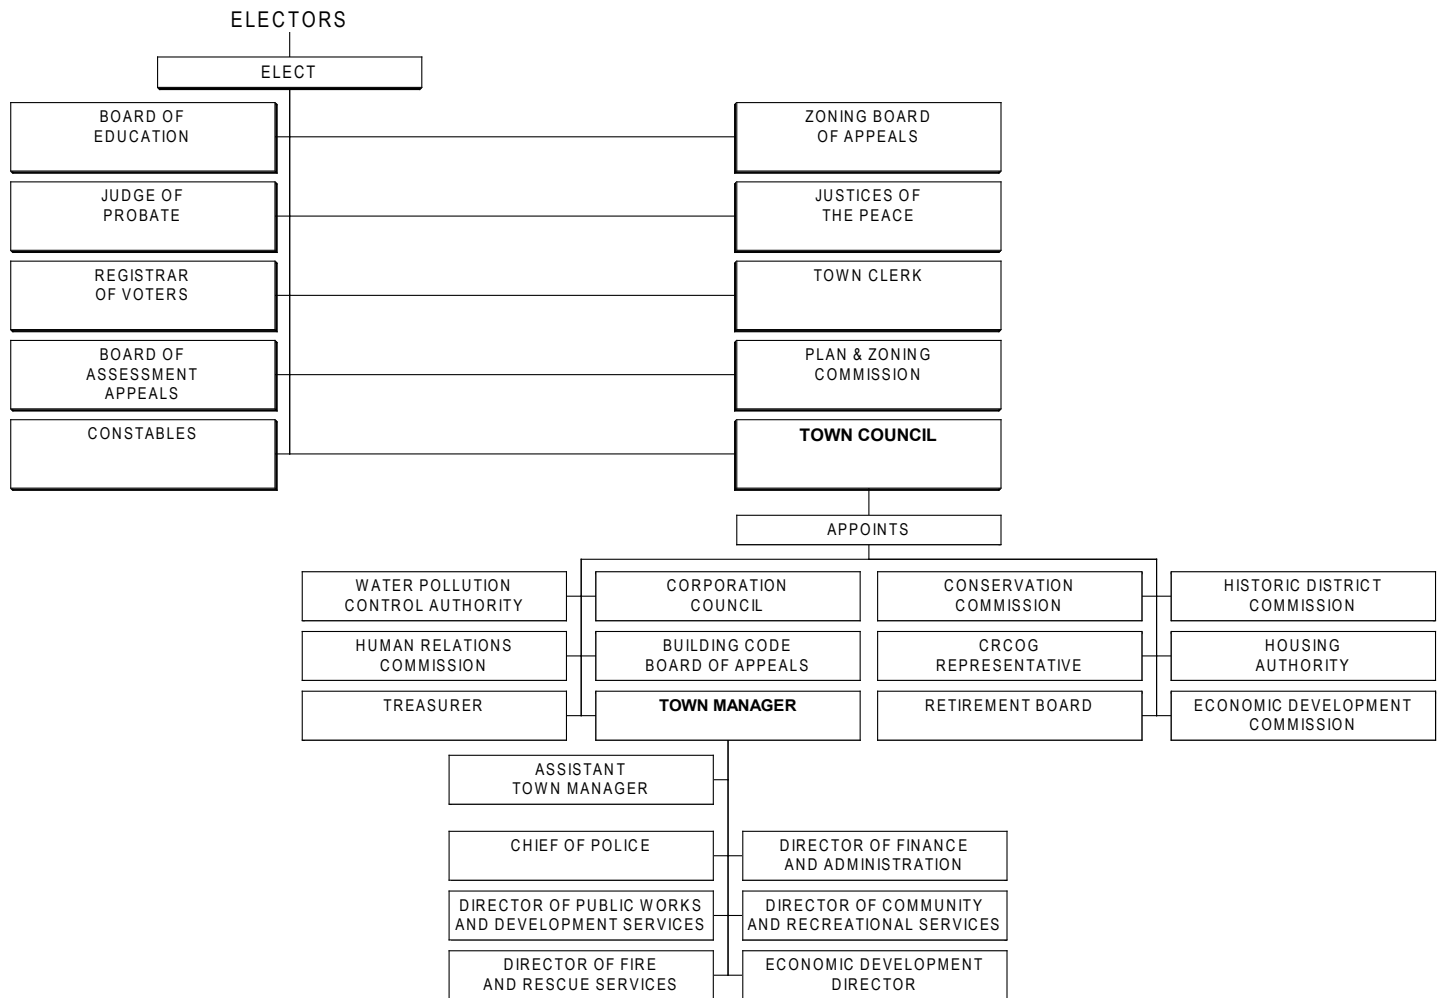 ELECTORS
ELECT
BOARD OF
EDUCATION
ZONING BOARD
OF APPEALS
JUDGE OF
PROBATE
JUSTICES OF
THE PEACE
REGISTRAR
OF VOTERS
TOWN CLERK
BOARD OF
ASSESSMENT
APPEALS
PLAN & ZONING
COMMISSION
CONSTABLES
TOWN COUNCIL
APPOINTS
WATER POLLUTION
CONTROL AUTHORITY
CORPORATION
COUNCIL
CONSERVATION
COMMISSION
HISTORIC DISTRICT
COMMISSION
HUMAN RELATIONS
COMMISSION
BUILDING CODE
BOARD OF APPEALS
CRCOG
REPRESENTATIVE
HOUSING
AUTHORITY
TREASURER
TOWN MANAGER
RETIREMENT BOARD
ECONOMIC DEVELOPMENT
COMMISSION
ASSISTANT
TOWN MANAGER
CHIEF OF POLICE
DIRECTOR OF FINANCE
AND ADMINISTRATION
DIRECTOR OF PUBLIC WORKS
AND DEVELOPMENT SERVICES
DIRECTOR OF COMMUNITY
AND RECREATIONAL SERVICES
DIRECTOR OF FIRE
AND RESCUE SERVICES
ECONOMIC DEVELOPMENT
DIRECTOR